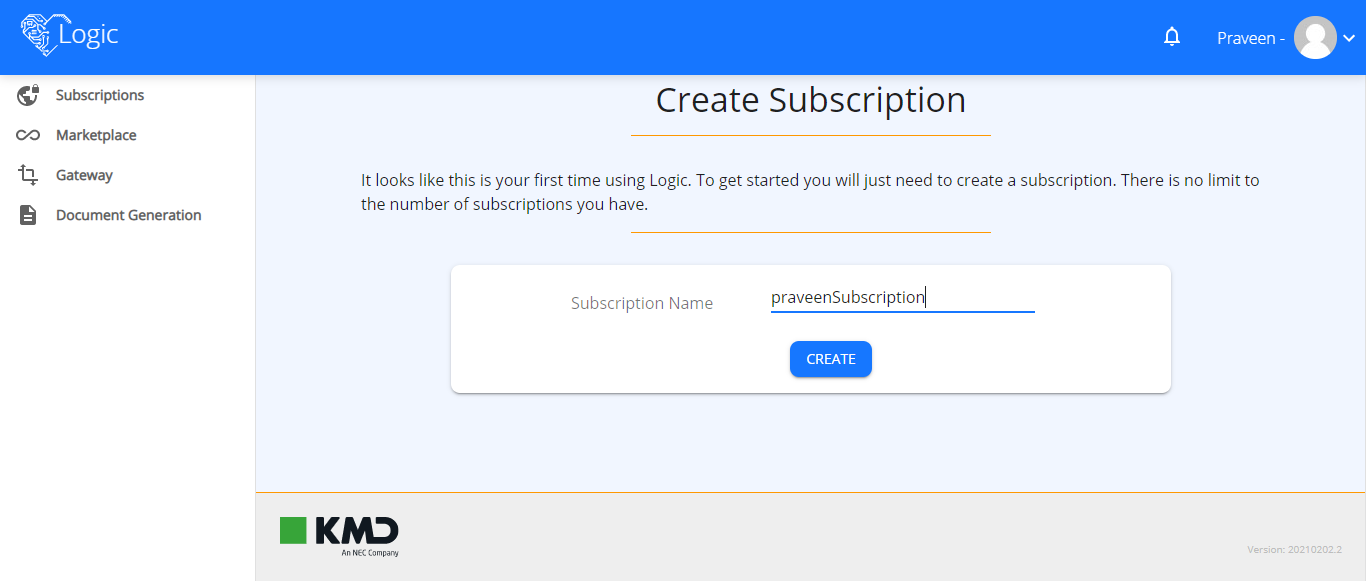 Logic
Praveen -
Subscriptions
Marketplace
Gateway
Document Generation
Create Subscription
It looks like this is your first time using Logic. To get started you will just need to create a subscription. There is no limit to
the number of subscriptions you have.
Subscription Name
praveenSubscription
CREATE
KMD
An NEC Company
Version: 20210202.2